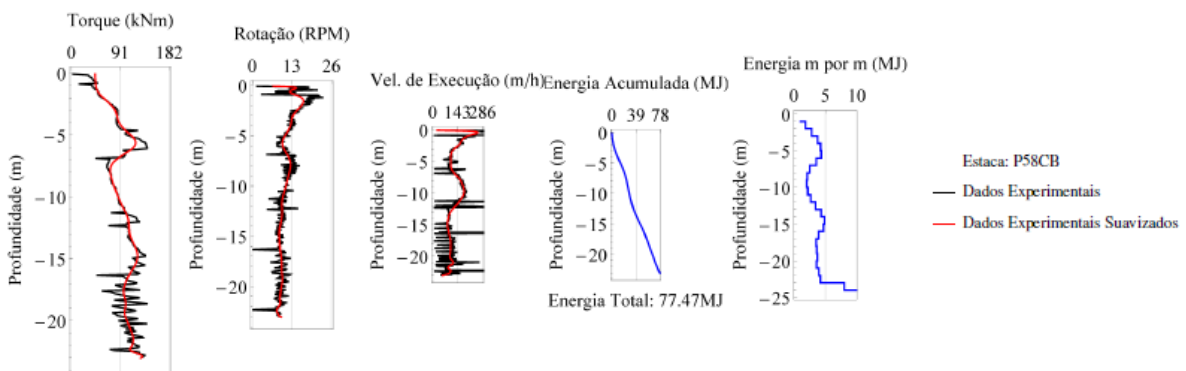 Torque (kNm)
0 91 182
Profundidade (m)
0
−5
−10
−15
−20
Rotação (RPM)
0 13 26
Profundidade (m)
0
−5
−10
−15
−20
Vel. de Execução (m/h)
0 143 286
Profundidade (m)
0
−5
−10
−15
−20
Energia Acumulada (MJ)
0 39 78
Profundidade (m)
0
−5
−10
−15
−20
Energia Total: 77.47MJ
Energia m por m (MJ)
0 5 10
Profundidade (m)
0
−5
−10
−15
−20
−25
Estaca: P58CB
Dados Experimentais
Dados Experimentais Suavizados